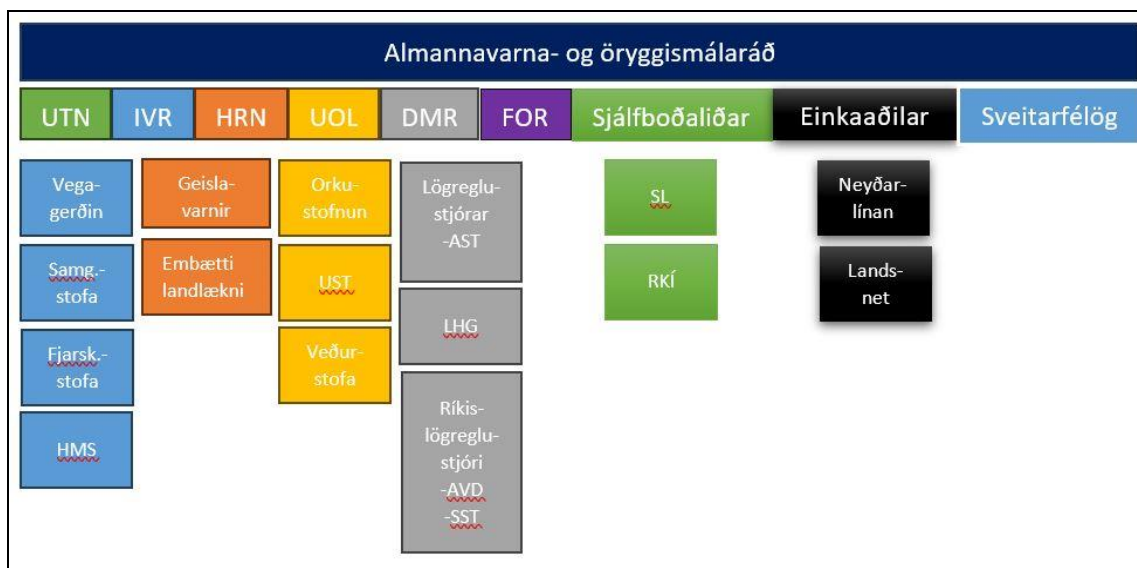 Almannavarna- og öryggismálaráð
UTN IVR HRN UOL DMR FOR Sjálfboðaliðar Einkaaðilar Sveitarfélög
Vega-
gerðin
Samg.-
stofa
Fjarsk.-
stofa
HMS
Geisla-
varnir
Embætti
landlækni
Orku-
stofnun
UST
Veður-
stofa
Lögreglu-
stjórar
-AST
LHG
Ríkis-
lögreglu-
stjóri
-AVD
-SST
SL
RKÍ
Neyðar-
línan
Lands-
net